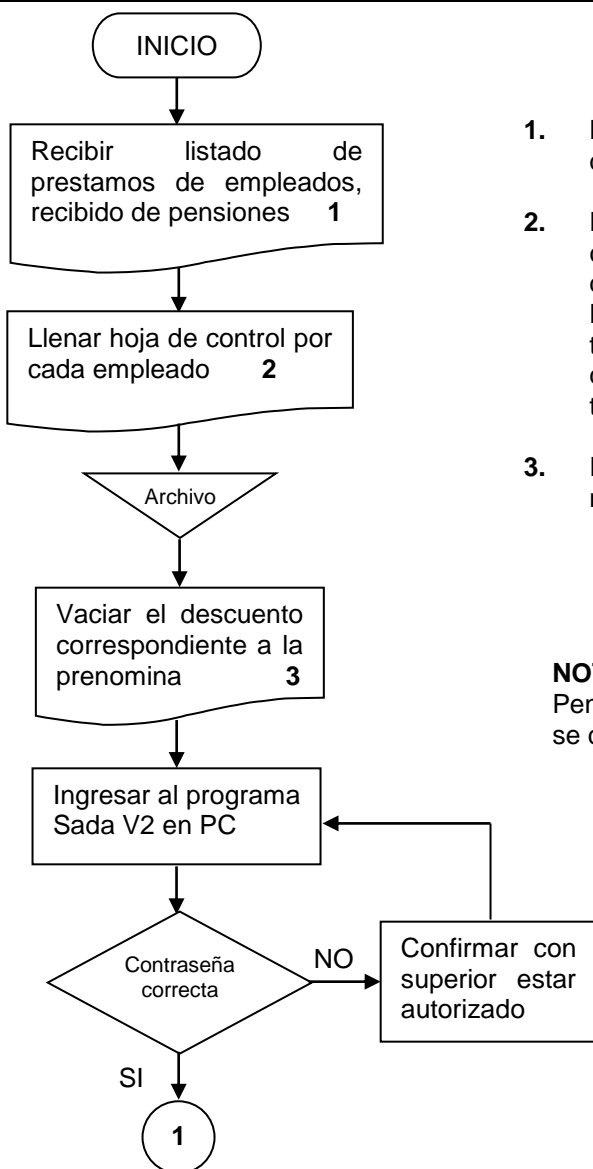 INICIO
Recibir listado de
prestamos de empleados,
recibido de pensiones 1
Llenar hoja de control por
cada empleado 2
Archivo
Vaciar el descuento
correspondiente a la
prenomina 3
Ingresar al programa
Sada V2 en PC
Contraseña
correcta
NO
Confirmar con
superior estar
autorizado
SI
1
1.
2.
3.
se